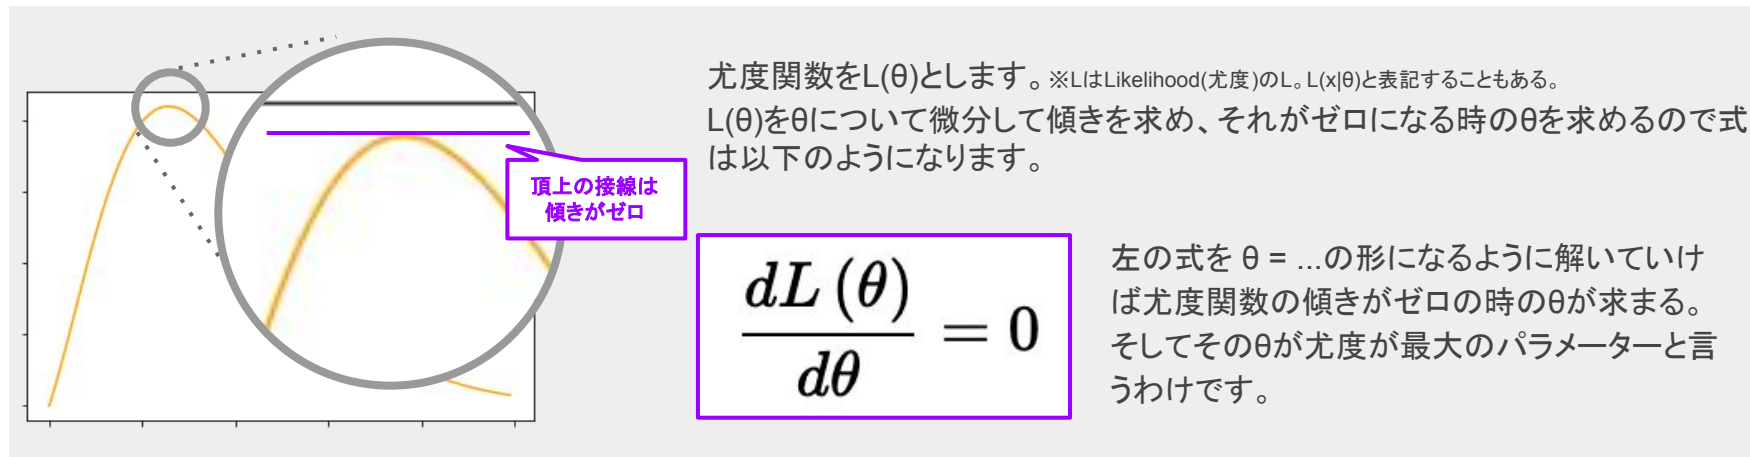 尤度関数をL(θ)とします。※LはLikelihood(尤度)のL。L(x|θ)と表記することもある。
L(θ)をθについて微分して傾きを求め、それがゼロになる時のθを求めるので式
は以下のようになります。
頂上の接線は
傾きがゼロ
dL(θ)/dθ = 0
左の式を θ = ...の形になるように解いていけ
ば尤度関数の傾きがゼロの時のθが求まる。
そしてそのθが尤度が最大のパラメーターと言
うわけです。